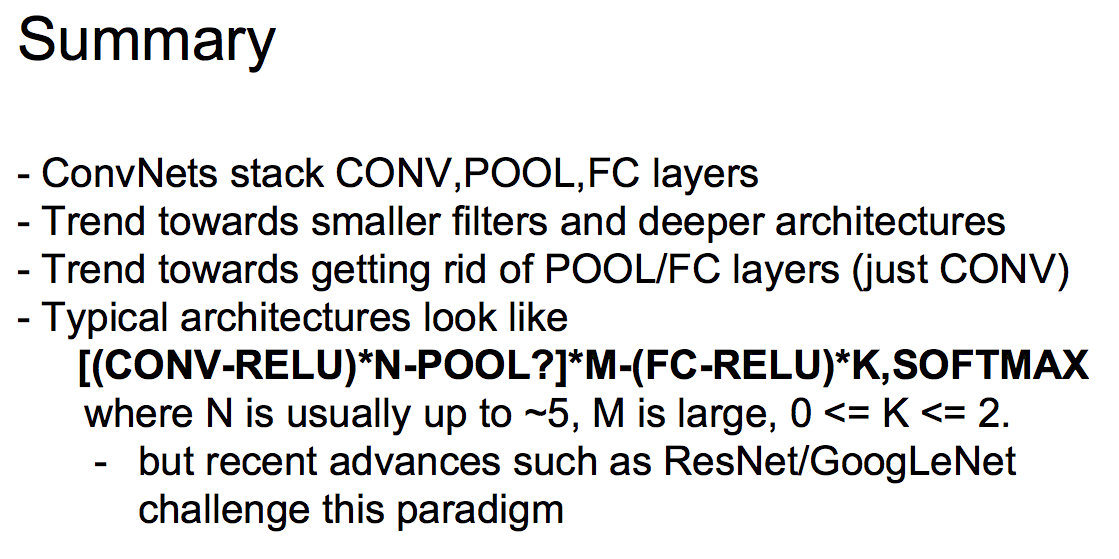 Summary
- ConvNets stack CONV,POOL,FC layers
- Trend towards smaller filters and deeper architectures
- Trend towards getting rid of POOL/FC layers (just CONV)
- Typical architectures look like
[(CONV-RELU)*N-POOL?]*M-(FC-RELU)*K,SOFTMAX
where N is usually up to ~5, M is large, 0 <= K <= 2.
- but recent advances such as ResNet/GoogLeNet
challenge this paradigm